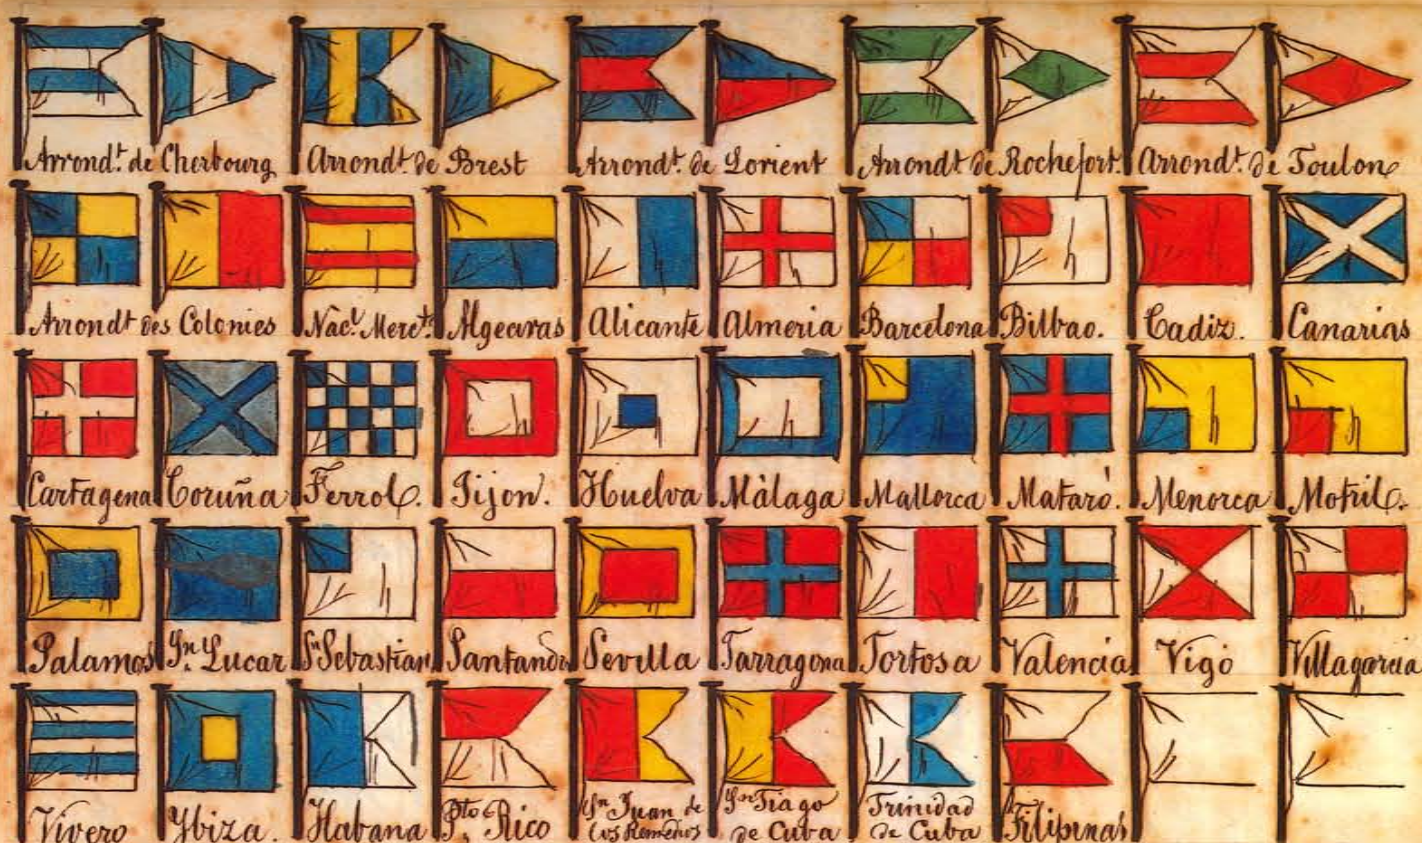 Arrondt. de Cherbourg Arrondt. de Brest Arrondt. de Lorient Arrondt. de Rochefort. Arrondt. de Toulon
Arrondt des Colonies Nacl. Merct. Algeciras Alicante Almeria Barcelona Bilbao. Cadiz. Canarias
Cartagena Coruña Ferrol. Jijon. Huelva Màlaga Mallorca Mataró. Menorca Motril.
Palamos Sn. Lucar Sn Sebastian Santander Sevilla Tarragona Tortosa Valencia Vigo Villagarcia
Vivero Ybiza. Habana Pto. Rico Sn Juan de los Remedios Sn Tiago de Cuba Trinidad de Cuba Filipinas